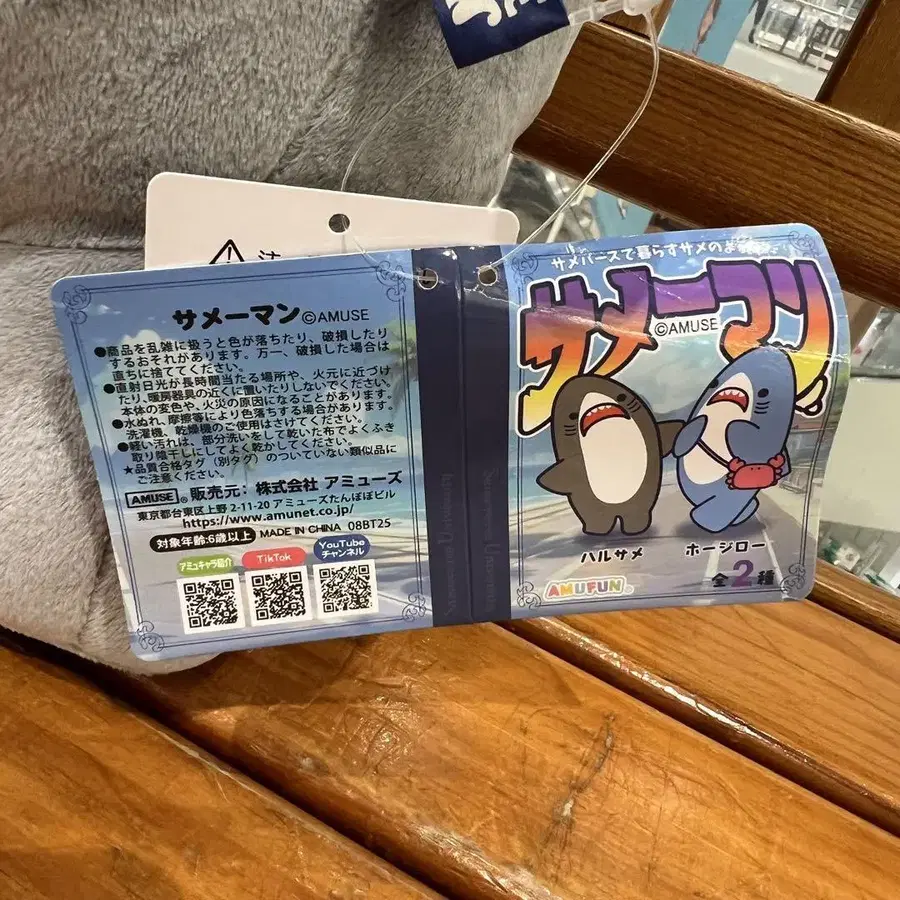 注
サメーマン©AMUSE
●商品を乱雑に扱うと色が落ちたり、破損したり
するおそれがあります。万一、破損した場合は
直ちに捨ててください。
●直射日光が長時間当たる場所や、火元に近づけ
たり、暖房器具の近くに置いたりしないでください。
本体の変色や、火災の原因になることがあります。
●水ぬれ、摩擦等により色落ちする場合があります。
洗濯機、乾燥機のご使用はさけてください。
●軽い汚れは、部分洗いをして乾いた布でよくふき
取り陰干しにしてよく乾かしてください。
★品質合格タグ（別タグ）のついていない類似品に
ご注意ください。
AMUSE® 販売元：株式会社 アミューズ
東京都台東区上野 2-11-20 アミューズたんぽぽビル
https://www.amunet.co.jp/
対象年齢:6歳以上 MADE IN CHINA 08BT25
アミュキャラ紹介
TikTok
YouTube
チャンネル
サメバースで暮らすサメの
サメーマン
©AMUSE
ハルサメ
ホージロー
AMUFUN®
全2種